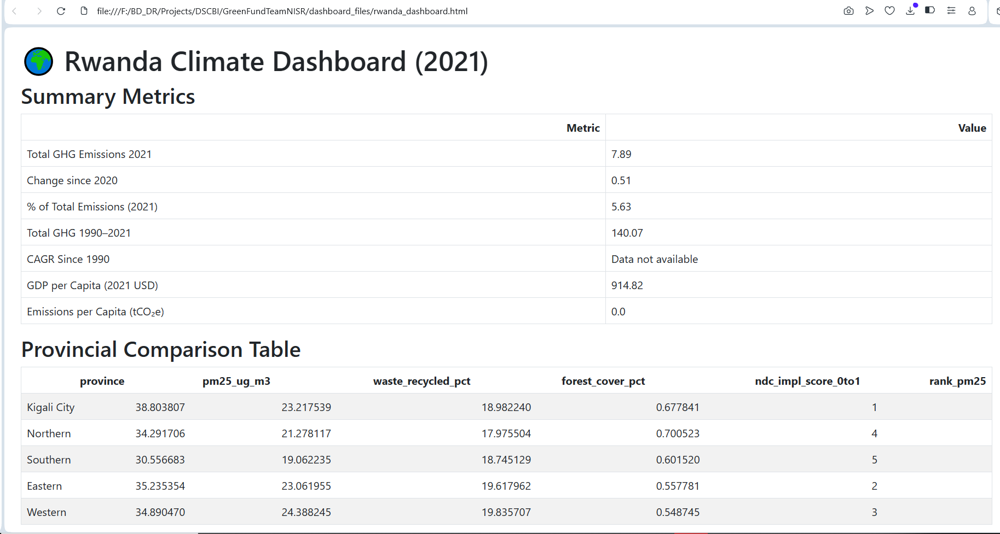 file:///F:/BD_DR/Projects/DSCBI/GreenFundTeamNISR/dashboard_files/rwanda_dashboard.html
Rwanda Climate Dashboard (2021)
Summary Metrics
Metric Value
Total GHG Emissions 2021 7.89
Change since 2020 0.51
% of Total Emissions (2021) 5.63
Total GHG 1990–2021 140.07
CAGR Since 1990 Data not available
GDP per Capita (2021 USD) 914.82
Emissions per Capita (tCO₂e) 0.0
Provincial Comparison Table
province pm25_ug_m3 waste_recycled_pct forest_cover_pct ndc_impl_score_0to1 rank_pm25
Kigali City 38.803807 23.217539 18.982240 0.677841 1
Northern 34.291706 21.278117 17.975504 0.700523 4
Southern 30.556683 19.062235 18.745129 0.601520 5
Eastern 35.235354 23.061955 19.617962 0.557781 2
Western 34.890470 24.388245 19.835707 0.548745 3